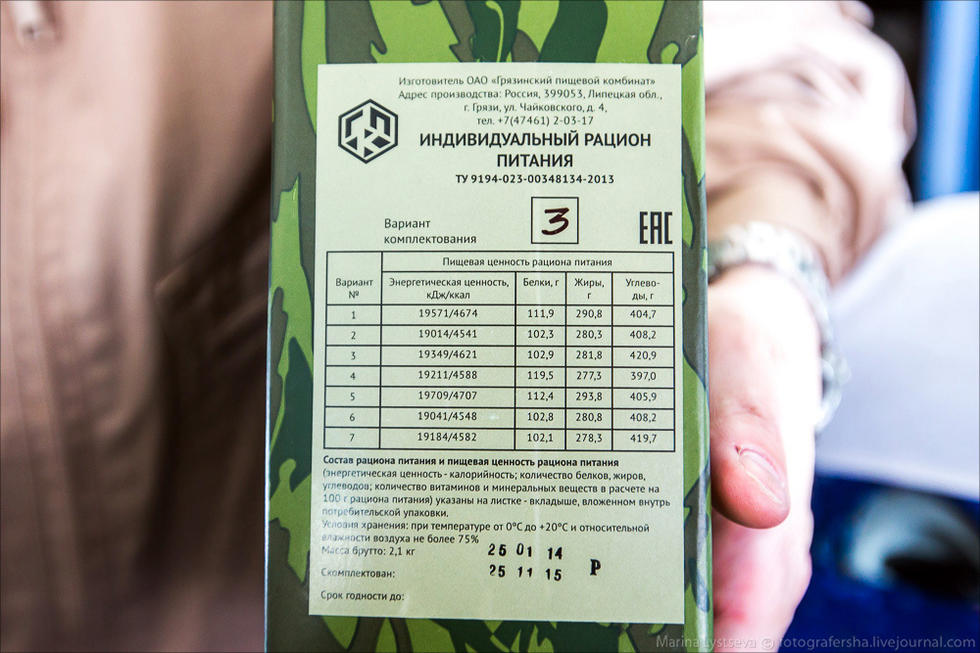 Изготовитель ОАО «Грязинский пищевой комбинат»
Адрес производства: Россия, 399053, Липецкая обл.,
г. Грязи, ул. Чайковского, д. 4,
тел. +7(47461) 2-03-17
ИНДИВИДУАЛЬНЫЙ РАЦИОН
ПИТАНИЯ
ТУ 9194-023-00348134-2013
Вариант
комплектования
3
ЕАС
Пищевая ценность рациона питания
Вариант № Энергетическая ценность, кДж/ккал Белки, г Жиры, г Углево-ды, г
1 19571/4674 111,9 290,8 404,7
2 19014/4541 102,3 280,3 408,2
3 19349/4621 102,9 281,8 420,9
4 19211/4588 119,5 277,3 397,0
5 19709/4707 112,4 293,8 405,9
6 19041/4548 102,8 280,8 408,2
7 19184/4582 102,1 278,3 419,7
Состав рациона питания и пищевая ценность рациона питания
(энергетическая ценность - калорийность; количество белков, жиров,
углеводов; количество витаминов и минеральных веществ в расчете на
100 г рациона питания) указаны на листке - вкладыше, вложенном внутрь
потребительской упаковки.
Условия хранения: при температуре от 0°С до +20°С и относительной
влажности воздуха не более 75%
Масса брутто: 2,1 кг
25 01 14
Скомплектован:
25 11 15 Р
Срок годности до:
Marina Lystseva © fotografersha.livejournal.com